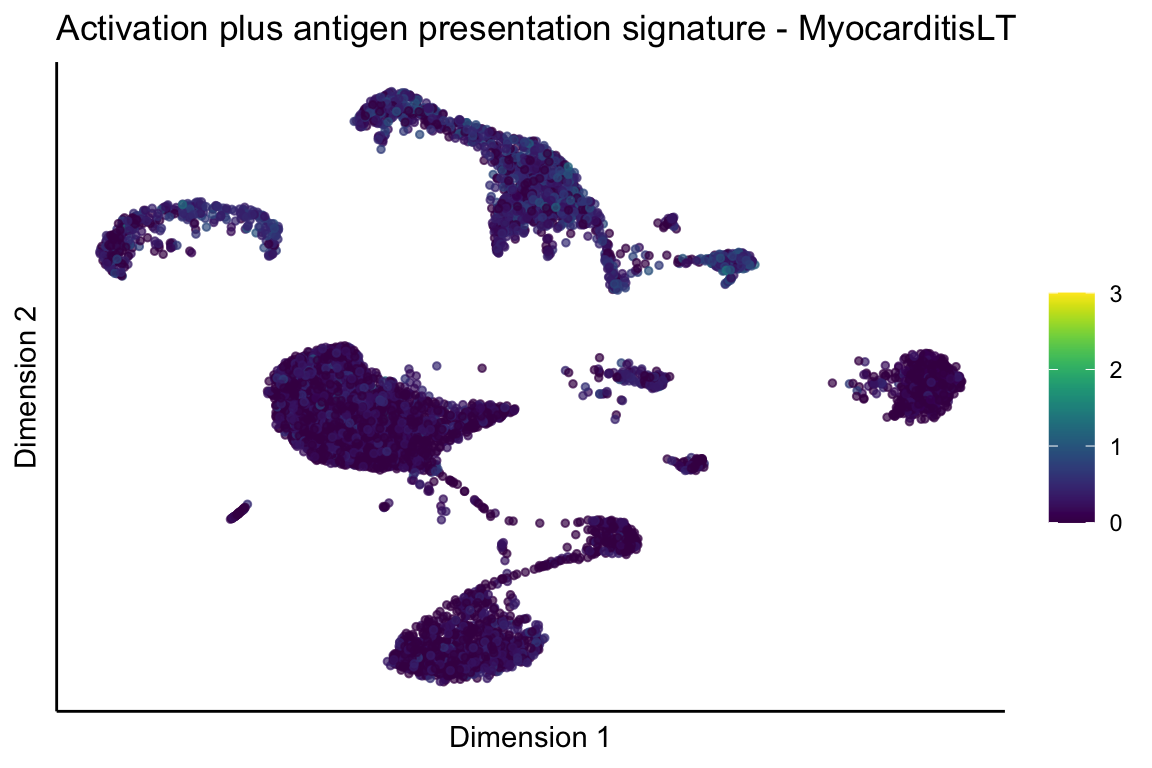 Activation plus antigen presentation signature - MyocarditisLT
Dimension 2
3
2
1
0
Dimension 1